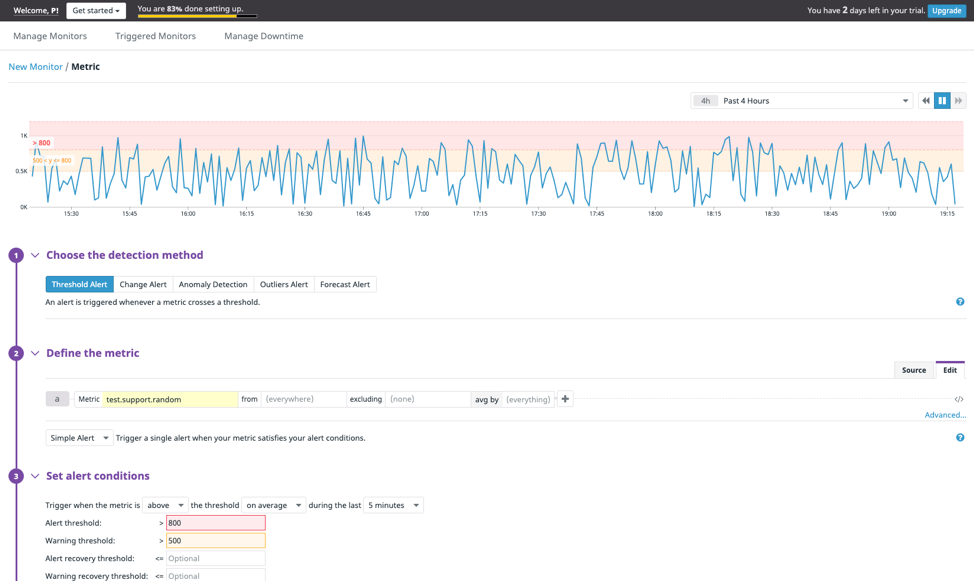 Welcome, P! Get started You are 83% done setting up. You have 2 days left in your trial. Upgrade
Manage Monitors Triggered Monitors Manage Downtime
New Monitor / Metric
4h Past 4 Hours
1K
> 800
500 < y <= 800
0.5K
0K
15:30 15:45 16:00 16:15 16:30 16:45 17:00 17:15 17:30 17:45 18:00 18:15 18:30 18:45 19:00 19:15
1 Choose the detection method
Threshold Alert Change Alert Anomaly Detection Outliers Alert Forecast Alert
An alert is triggered whenever a metric crosses a threshold. ?
2 Define the metric
Source Edit
a Metric test.support.random from (everywhere) excluding (none) avg by (everything) + </>
Advanced...
Simple Alert Trigger a single alert when your metric satisfies your alert conditions. ?
3 Set alert conditions
Trigger when the metric is above the threshold on average during the last 5 minutes
Alert threshold: > 800
Warning threshold: > 500
Alert recovery threshold: <= Optional
Warning recovery threshold: <= Optional